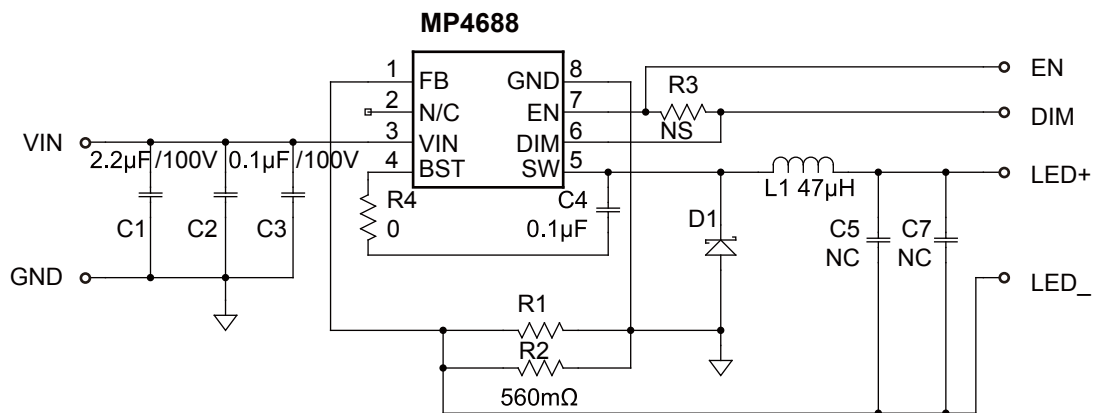 MP4688
1 FB
GND 8
2 N/C
EN 7
3 VIN
DIM 6
4 BST
SW 5
EN
R3
NS
DIM
VIN
2.2µF /100V
0.1µF /100V
C1
C2
C3
GND
R4
0
C4
0.1µF
D1
L1 47µH
LED+
C5
NC
C7
NC
LED_
R1
R2
560mΩ